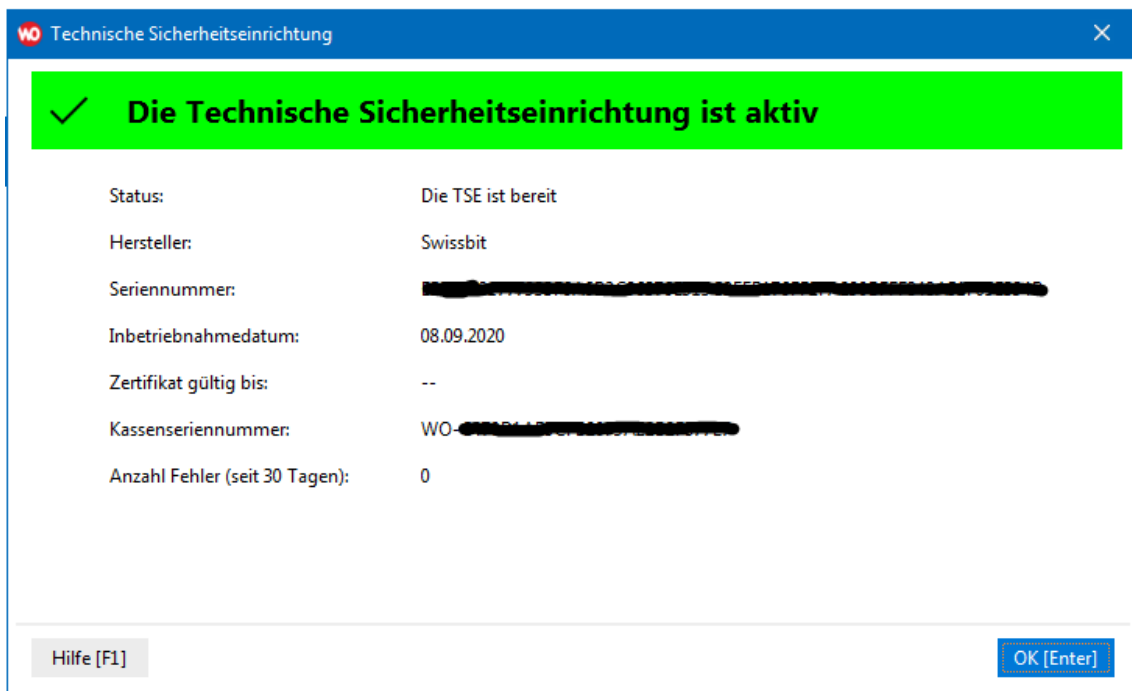 WO Technische Sicherheitseinrichtung
Die Technische Sicherheitseinrichtung ist aktiv
Status: Die TSE ist bereit
Hersteller: Swissbit
Seriennummer:
Inbetriebnahmedatum: 08.09.2020
Zertifikat gültig bis: --
Kassenseriennummer: WO-
Anzahl Fehler (seit 30 Tagen): 0
Hilfe [F1] OK [Enter]